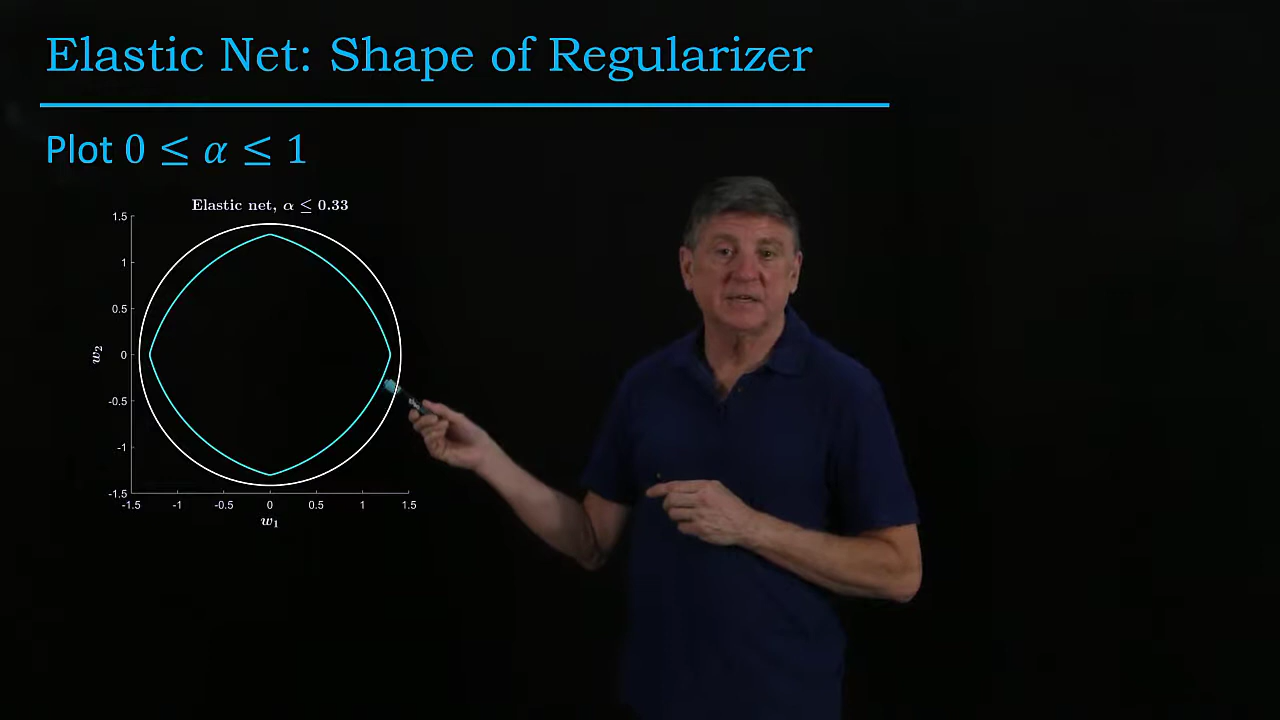 Elastic Net: Shape of Regularizer
Plot 0 ≤ α ≤ 1
Elastic net, α ≤ 0.33
1.5
1
0.5
0
-0.5
-1
-1.5
w₂
-1.5 -1 -0.5 0 0.5 1 1.5
w₁